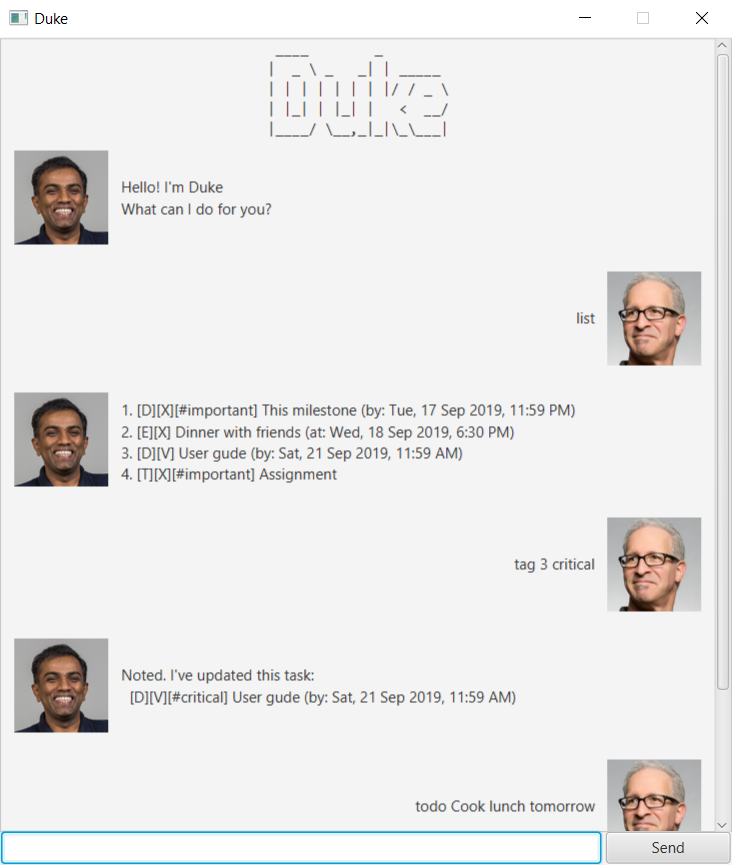 Duke
 ____        _
|  _ \ _   _| | _____
| | | | | | | |/ / _ \
| |_| | |_| |   <  __/
|____/ \__,_|_|\_\___|
Hello! I'm Duke
What can I do for you?
list
1. [D][X][#important] This milestone (by: Tue, 17 Sep 2019, 11:59 PM)
2. [E][X] Dinner with friends (at: Wed, 18 Sep 2019, 6:30 PM)
3. [D][V] User gude (by: Sat, 21 Sep 2019, 11:59 AM)
4. [T][X][#important] Assignment
tag 3 critical
Noted. I've updated this task:
[D][V][#critical] User gude (by: Sat, 21 Sep 2019, 11:59 AM)
todo Cook lunch tomorrow
Send